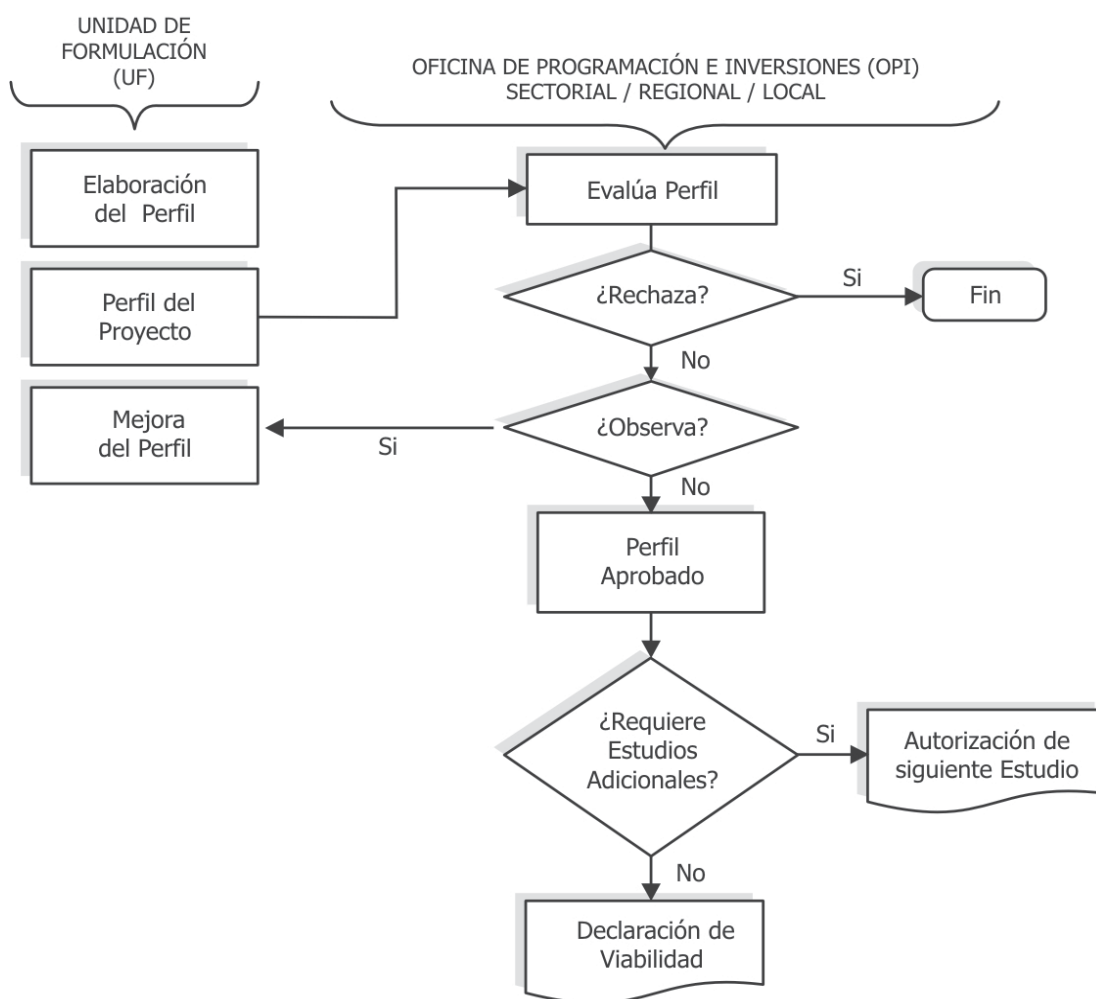 UNIDAD DE
FORMULACIÓN
(UF)
OFICINA DE PROGRAMACIÓN E INVERSIONES (OPI)
SECTORIAL / REGIONAL / LOCAL
Elaboración
del Perfil
Evalúa Perfil
Perfil del
Proyecto
¿Rechaza?
Si
Fin
No
Mejora
del Perfil
Si
¿Observa?
No
Perfil
Aprobado
¿Requiere
Estudios
Adicionales?
Si
Autorización de
siguiente Estudio
No
Declaración de
Viabilidad